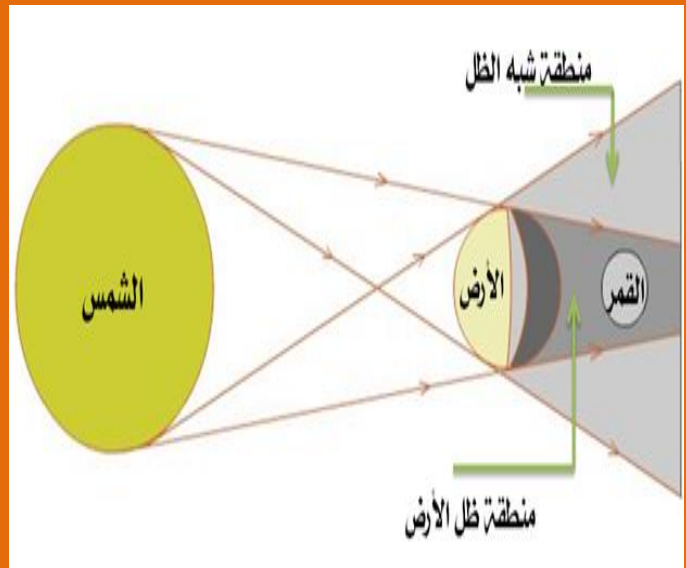 منطقة شبه الظل
الشمس
الأرض
القمر
منطقة ظل الأرض